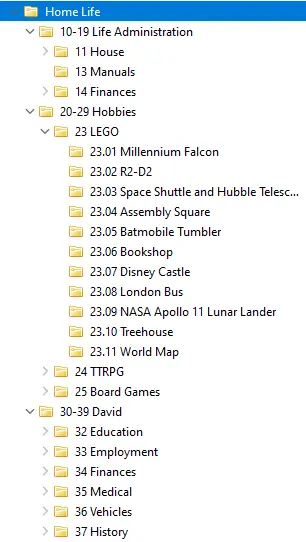 Home Life
10-19 Life Administration
11 House
13 Manuals
14 Finances
20-29 Hobbies
23 LEGO
23.01 Millennium Falcon
23.02 R2-D2
23.03 Space Shuttle and Hubble Telesc...
23.04 Assembly Square
23.05 Batmobile Tumbler
23.06 Bookshop
23.07 Disney Castle
23.08 London Bus
23.09 NASA Apollo 11 Lunar Lander
23.10 Treehouse
23.11 World Map
24 TTRPG
25 Board Games
30-39 David
32 Education
33 Employment
34 Finances
35 Medical
36 Vehicles
37 History